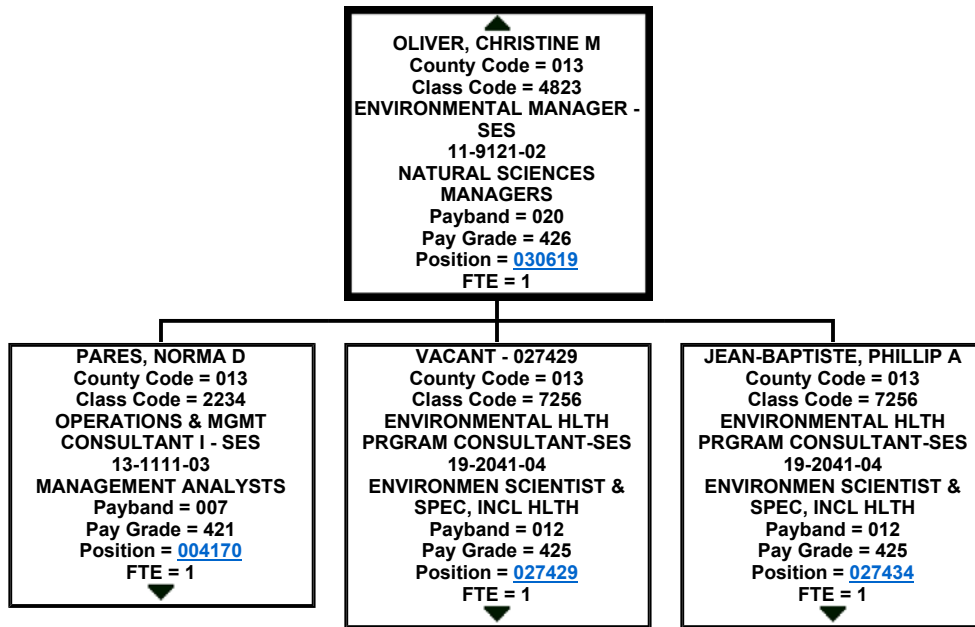 OLIVER, CHRISTINE M
County Code = 013
Class Code = 4823
ENVIRONMENTAL MANAGER -
SES
11-9121-02
NATURAL SCIENCES
MANAGERS
Payband = 020
Pay Grade = 426
Position = 030619
FTE = 1
PARES, NORMA D
County Code = 013
Class Code = 2234
OPERATIONS & MGMT
CONSULTANT I - SES
13-1111-03
MANAGEMENT ANALYSTS
Payband = 007
Pay Grade = 421
Position = 004170
FTE = 1
VACANT - 027429
County Code = 013
Class Code = 7256
ENVIRONMENTAL HLTH
PRGRAM CONSULTANT-SES
19-2041-04
ENVIRONMEN SCIENTIST &
SPEC, INCL HLTH
Payband = 012
Pay Grade = 425
Position = 027429
FTE = 1
JEAN-BAPTISTE, PHILLIP A
County Code = 013
Class Code = 7256
ENVIRONMENTAL HLTH
PRGRAM CONSULTANT-SES
19-2041-04
ENVIRONMEN SCIENTIST &
SPEC, INCL HLTH
Payband = 012
Pay Grade = 425
Position = 027434
FTE = 1